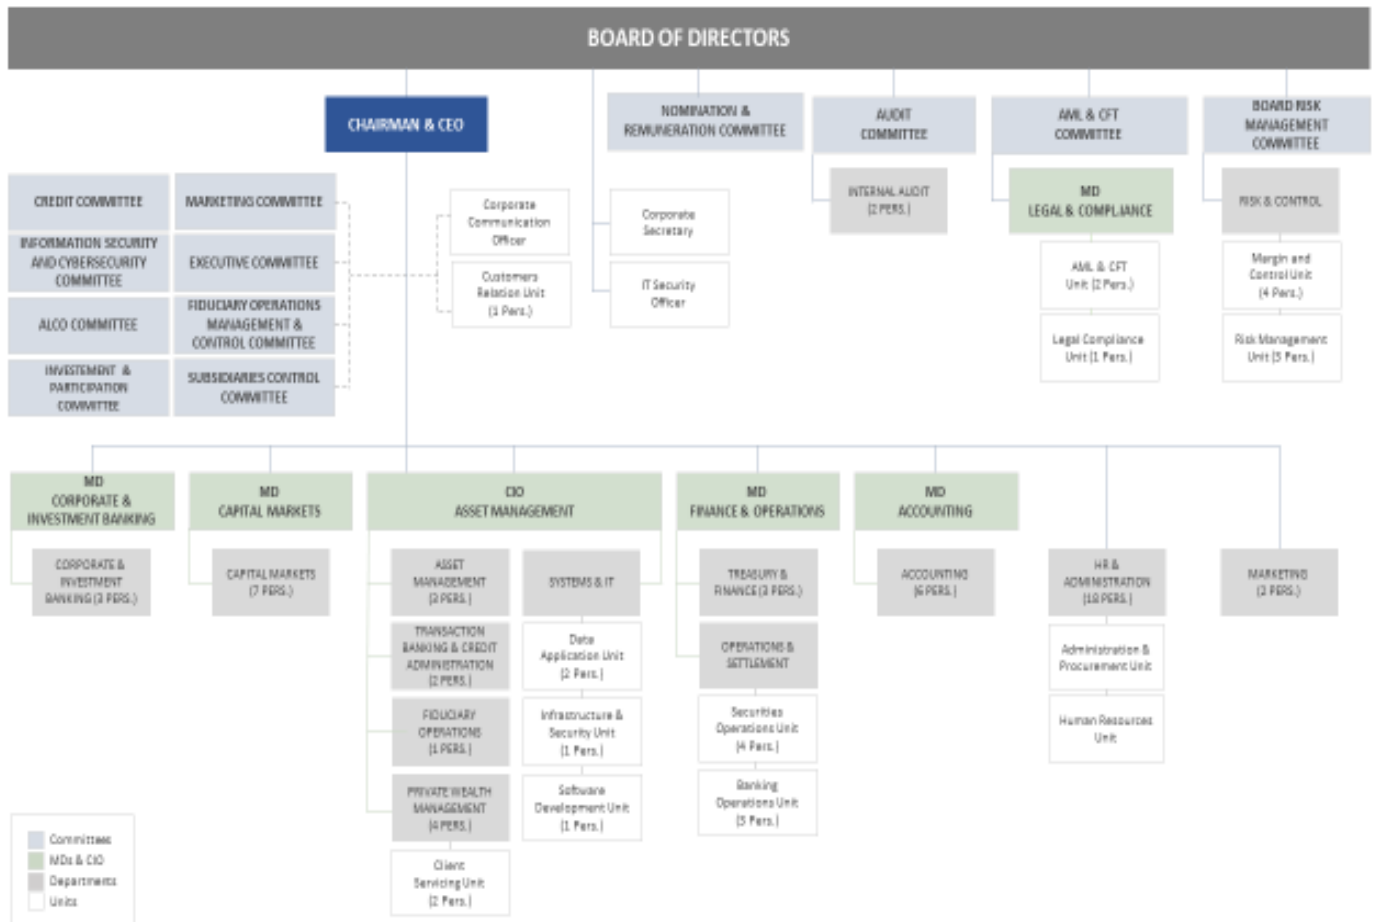 BOARD OF DIRECTORS
CHAIRMAN & CEO
NOMINATION &
REMUNERATION COMMITTEE
AUDIT
COMMITTEE
AML & CFT
COMMITTEE
BOARD RISK
MANAGEMENT
COMMITTEE
CREDIT COMMITTEE
MARKETING COMMITTEE
INFORMATION SECURITY
AND CYBERSECURITY
COMMITTEE
EXECUTIVE COMMITTEE
ALCO COMMITTEE
FIDUCIARY OPERATIONS
MANAGEMENT &
CONTROL COMMITTEE
INVESTEMENT &
PARTICIPATION
COMMITTEE
SUBSIDIARIES CONTROL
COMMITTEE
Corporate
Communication
Officer
Customers
Relation Unit
(1 Pers.)
Corporate
Secretary
IT Security
Officer
INTERNAL AUDIT
(2 PERS.)
MD
LEGAL & COMPLIANCE
AML & CFT
Unit (2 Pers.)
Legal Compliance
Unit (1 Pers.)
RISK & CONTROL
Margin and
Control Unit
(4 Pers.)
Risk Management
Unit (3 Pers.)
MD
CORPORATE &
INVESTMENT BANKING
CORPORATE &
INVESTMENT
BANKING (3 PERS.)
MD
CAPITAL MARKETS
CAPITAL MARKETS
(7 PERS.)
CIO
ASSET MANAGEMENT
ASSET
MANAGEMENT
(3 PERS.)
TRANSACTION
BANKING & CREDIT
ADMINISTRATION
(2 PERS.)
FIDUCIARY
OPERATIONS
(1 PERS.)
PRIVATE WEALTH
MANAGEMENT
(4 PERS.)
Client
Servicing Unit
(2 Pers.)
SYSTEMS & IT
Data
Application Unit
(2 Pers.)
Infrastructure &
Security Unit
(1 Pers.)
Software
Development Unit
(1 Pers.)
MD
FINANCE & OPERATIONS
TREASURY &
FINANCE (3 PERS.)
OPERATIONS &
SETTLEMENT
Securities
Operations Unit
(4 Pers.)
Banking
Operations Unit
(3 Pers.)
MD
ACCOUNTING
ACCOUNTING
(6 PERS.)
HR &
ADMINISTRATION
(18 PERS.)
Administration &
Procurement Unit
Human Resources
Unit
MARKETING
(2 PERS.)
Committees
MDs & CIO
Departments
Units